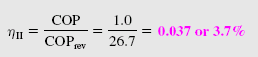 η_II = COP / COP_rev = 1.0 / 26.7 = 0.037 or 3.7%